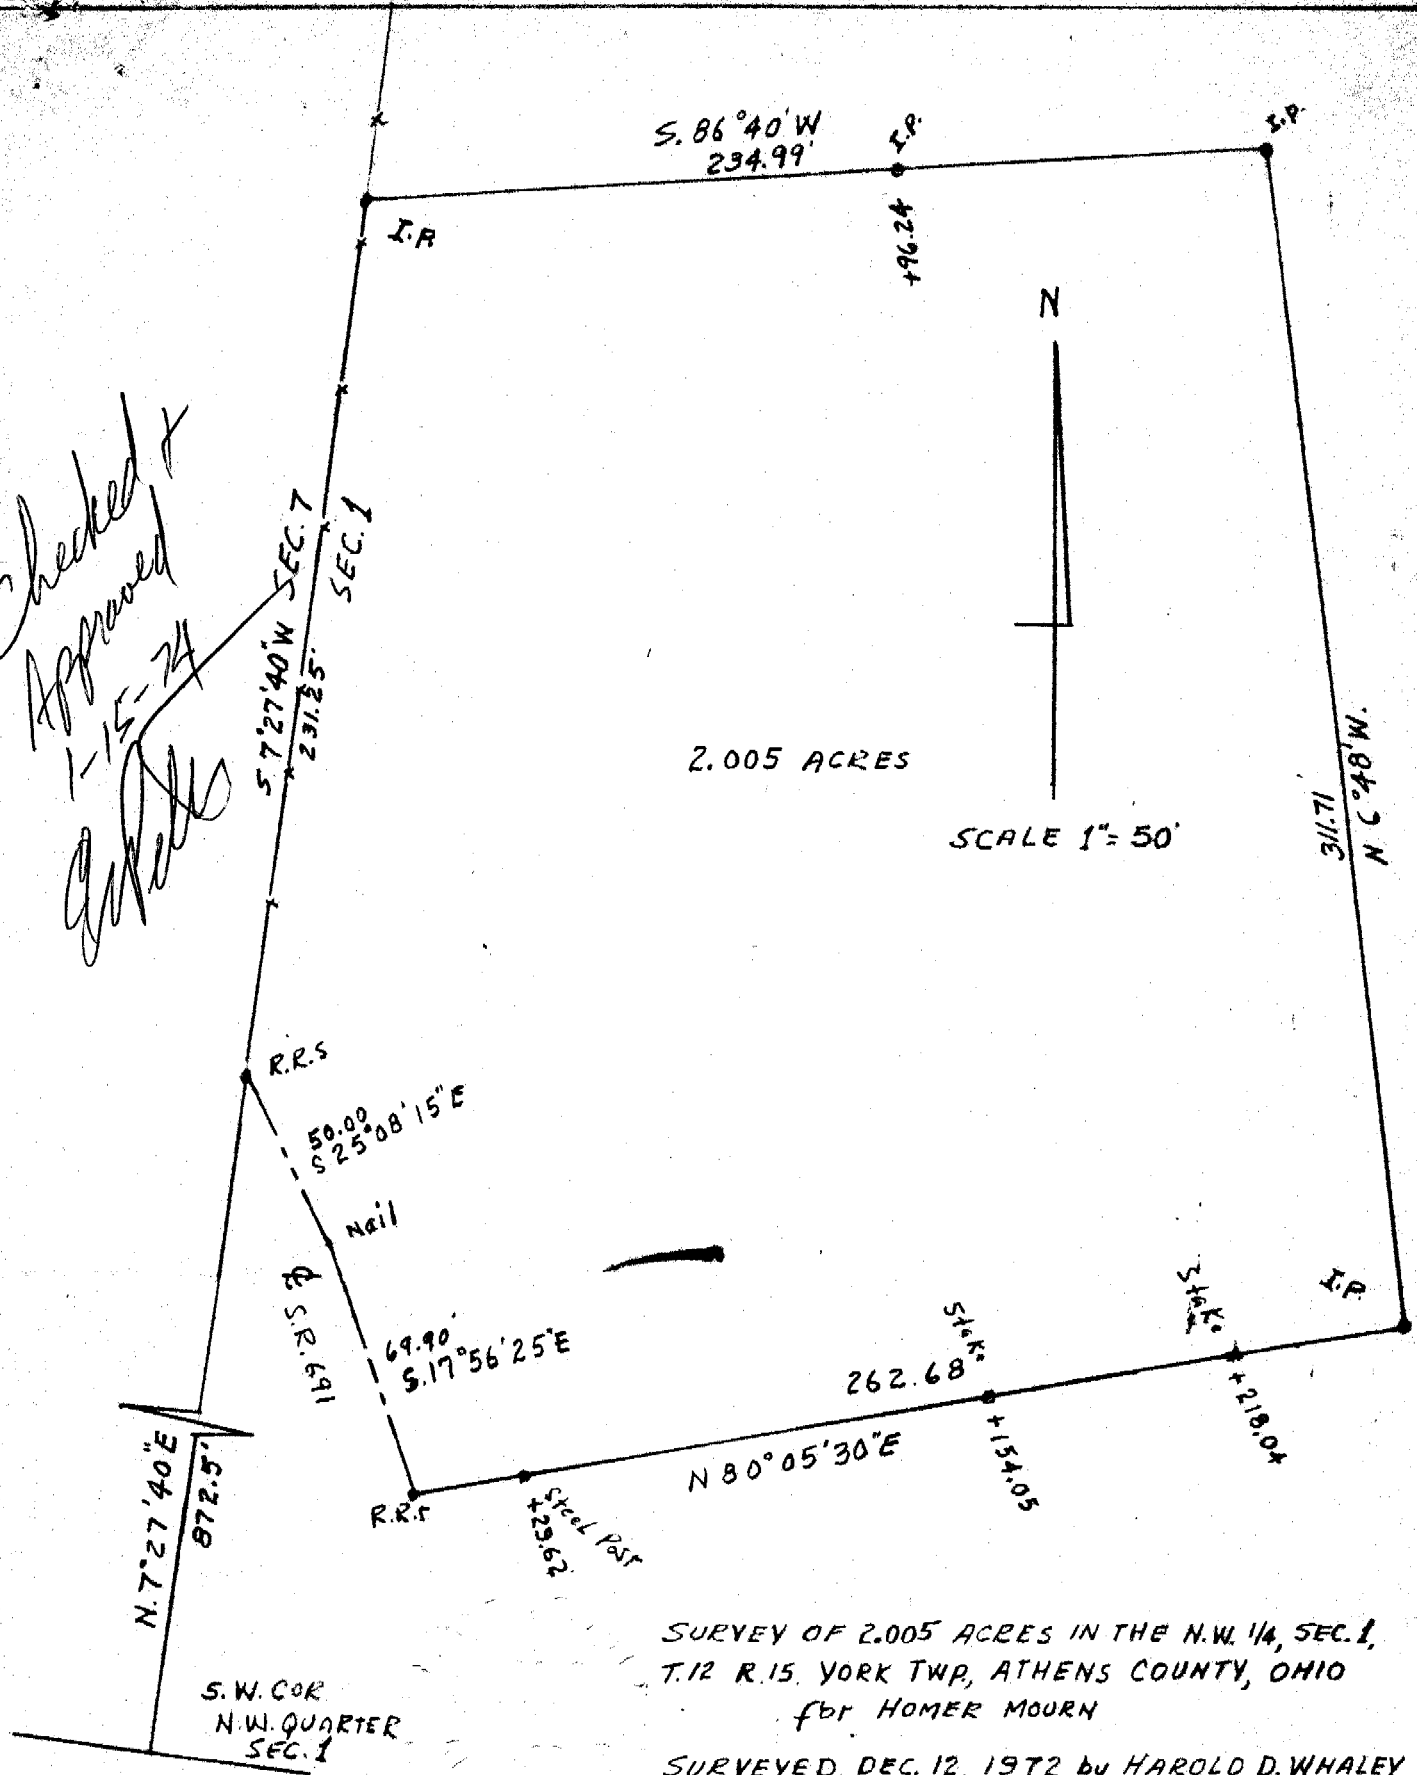 S. 86°40' W
234.99'
I.P.
I.P.
+96.24
I.P.
N
Checked &
Approved
1-15-74
SEC. 7
SEC. 1
S 7°27'40" W
231.25'
2.005 ACRES
SCALE 1"= 50'
311.71
N 6°48' W.
R.R.S
50.00
S 25°08'15" E
Nail
S.R. 691
69.90'
S. 17°56'25" E
I.P.
Stake
Stake
262.68
+218.04
+154.05
N 80°05'30" E
R.R.S
Steel Post
+29.62
N. 7°27'40" E
872.5'
S.W. COR
N.W. QUARTER
SEC. 1
SURVEY OF 2.005 ACRES IN THE N.W. 1/4, SEC. 1,
T.12 R.15. YORK TWP., ATHENS COUNTY, OHIO
for HOMER MOURN
SURVEYED DEC. 12, 1972 by HAROLD D. WHALEY